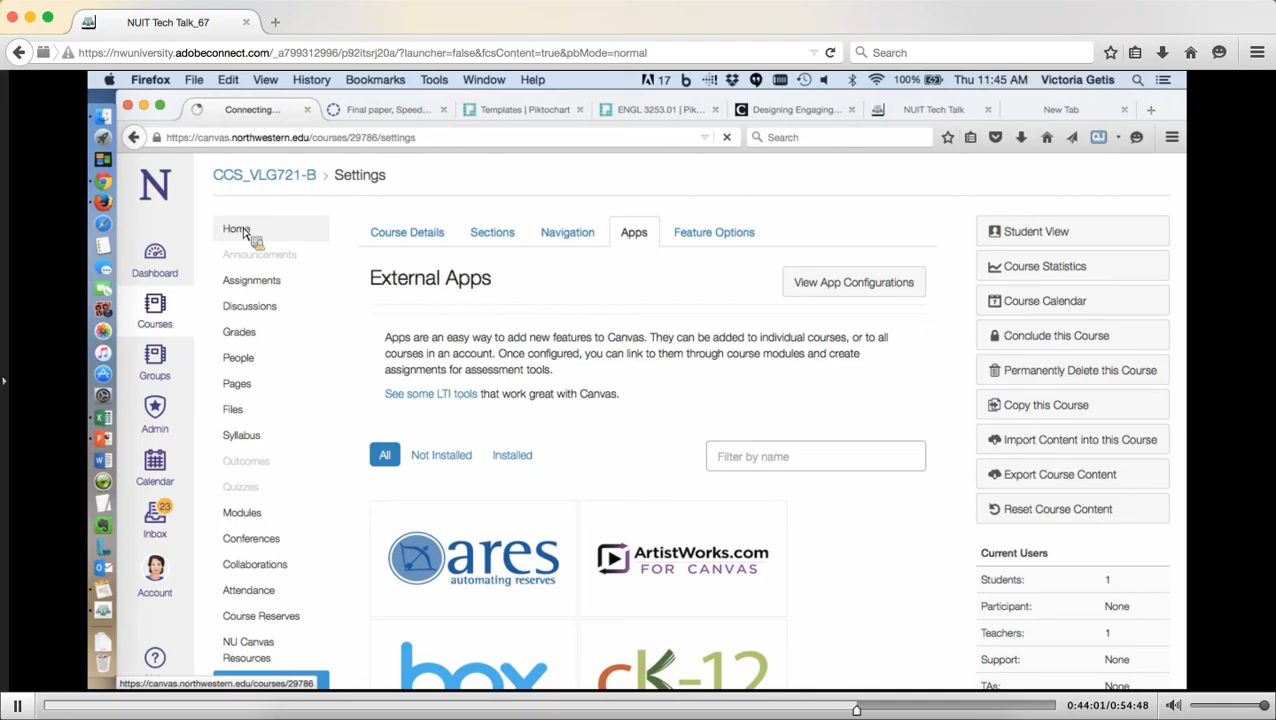 NUIT Tech Talk_67
https://nwuniversity.adobeconnect.com/_a799312996/p92itsrj20a/?launcher=false&fcsContent=true&pbMode=normal
Search
Firefox File Edit View History Bookmarks Tools Window Help
17
100%
Thu 11:45 AM Victoria Getis
Connecting...
Final paper, Speed...
Templates | Piktochart
ENGL 3253.01 | Pik...
Designing Engaging...
NUIT Tech Talk
New Tab
https://canvas.northwestern.edu/courses/29786/settings
Search
N
CCS_VLG721-B > Settings
Dashboard
Courses
Groups
Admin
Calendar
23
Inbox
Account
Home
Announcements
Assignments
Discussions
Grades
People
Pages
Files
Syllabus
Outcomes
Quizzes
Modules
Conferences
Collaborations
Attendance
Course Reserves
NU Canvas
Resources
https://canvas.northwestern.edu/courses/29786
Course Details
Sections
Navigation
Apps
Feature Options
External Apps
View App Configurations
Apps are an easy way to add new features to Canvas. They can be added to individual courses, or to all
courses in an account. Once configured, you can link to them through course modules and create
assignments for assessment tools.
See some LTI tools that work great with Canvas.
All
Not Installed
Installed
Filter by name
ares
automating reserves
ArtistWorks.com
FOR CANVAS
box
ck-12
Student View
Course Statistics
Course Calendar
Conclude this Course
Permanently Delete this Course
Copy this Course
Import Content into this Course
Export Course Content
Reset Course Content
Current Users
Students: 1
Participant: None
Teachers: 1
Support: None
TAs: None
0:44:01/0:54:48